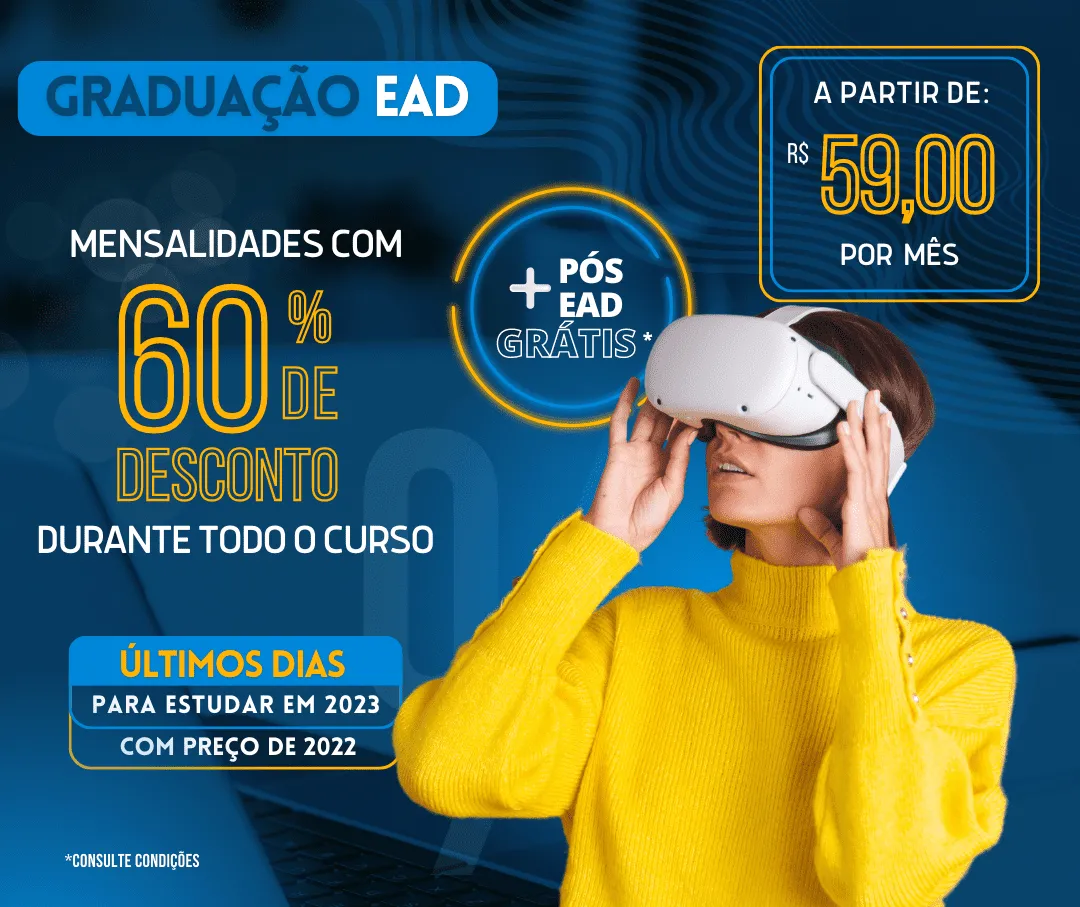 GRADUAÇÃO EAD
A PARTIR DE:
R$ 59,00
POR MÊS
MENSALIDADES COM
60% DE
DESCONTO
DURANTE TODO O CURSO
+ PÓS
EAD
GRÁTIS*
ÚLTIMOS DIAS
PARA ESTUDAR EM 2023
COM PREÇO DE 2022
*CONSULTE CONDIÇÕES